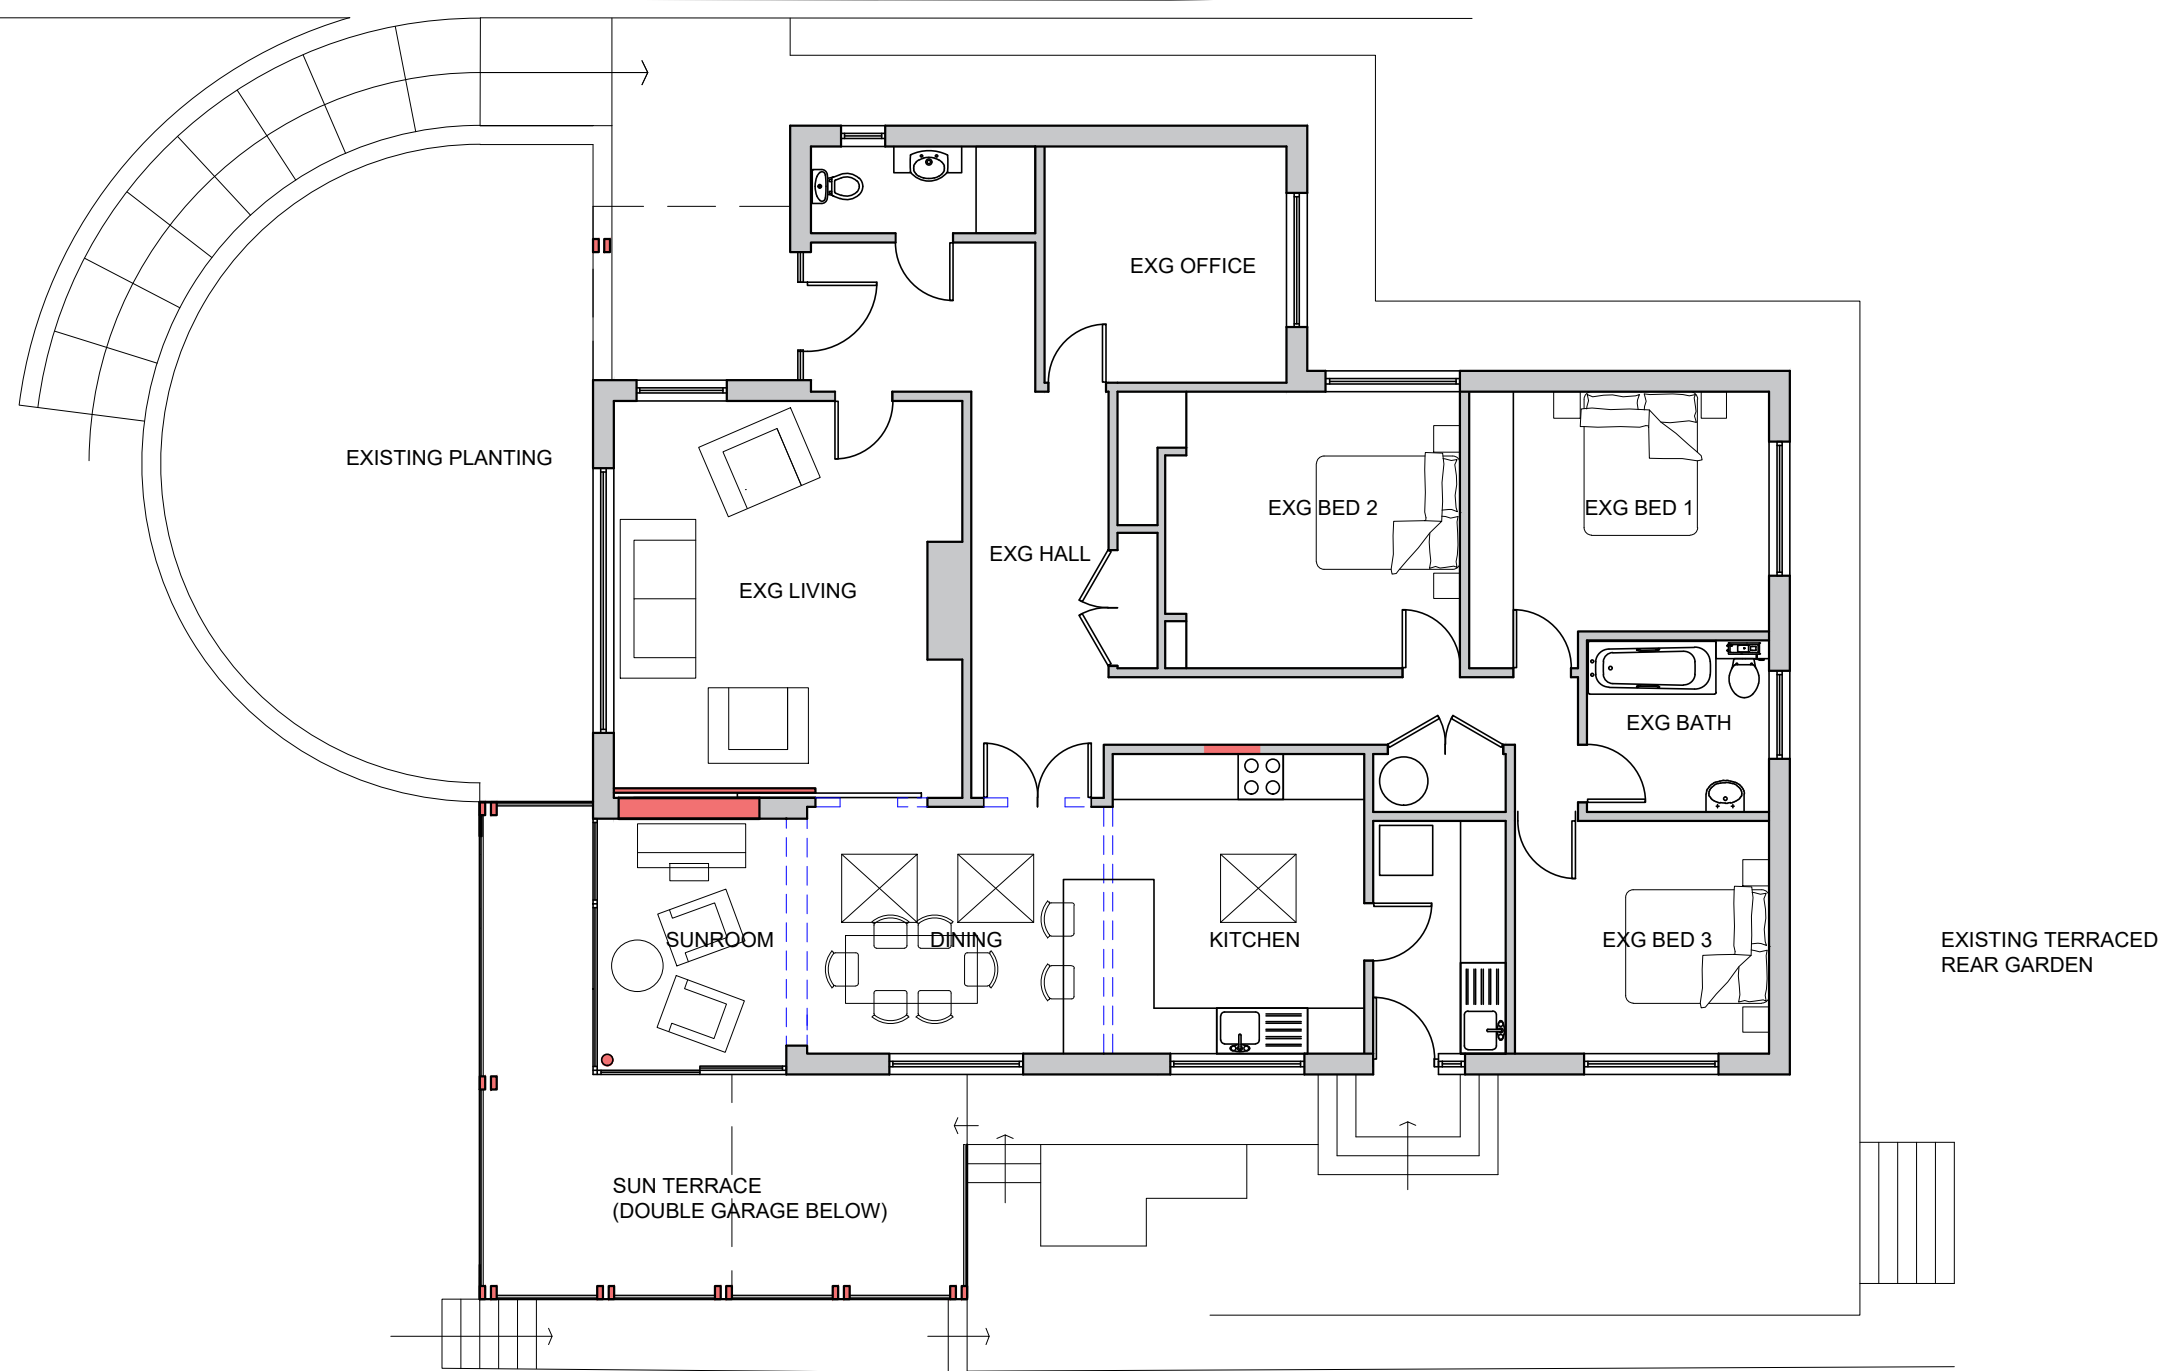 EXG OFFICE
EXISTING PLANTING
EXG BED 2
EXG BED 1
EXG HALL
EXG LIVING
EXG BATH
SUNROOM
DINING
KITCHEN
EXG BED 3
EXISTING TERRACED
REAR GARDEN
SUN TERRACE
(DOUBLE GARAGE BELOW)